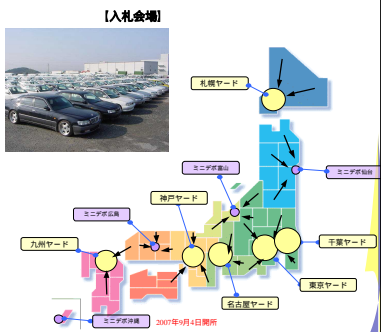 【入札会場】
札幌ヤード
ミニデポ富山
ミニデポ仙台
神戸ヤード
ミニデポ広島
九州ヤード
千葉ヤード
東京ヤード
名古屋ヤード
ミニデポ沖縄
2007年9月4日開所